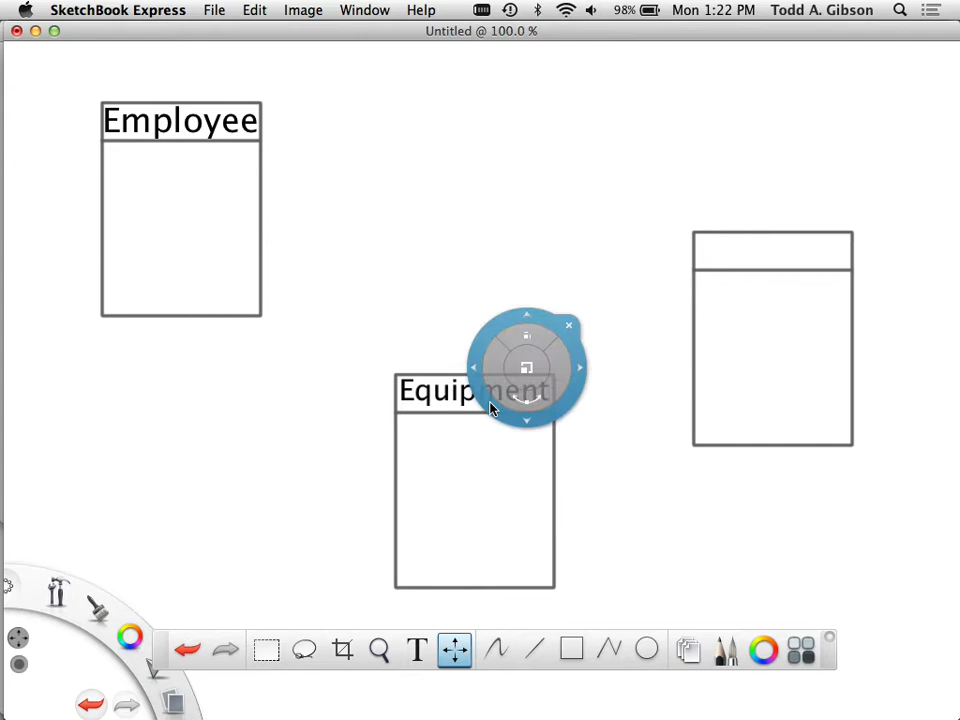 SketchBook Express File Edit Image Window Help 98% Mon 1:22 PM Todd A. Gibson
Untitled @ 100.0 %
Employee
Equipment
T